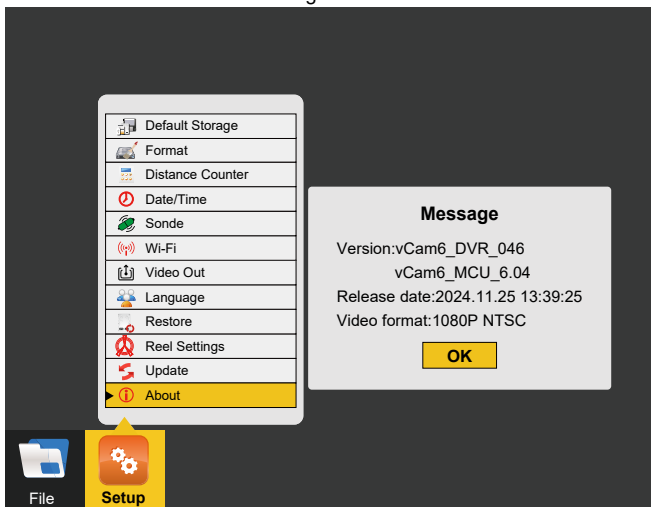 Default Storage
Format
Distance Counter
Date/Time
Sonde
Wi-Fi
Video Out
Language
Restore
Reel Settings
Update
About
Message
Version:vCam6_DVR_046
vCam6_MCU_6.04
Release date:2024.11.25 13:39:25
Video format:1080P NTSC
OK
File
Setup